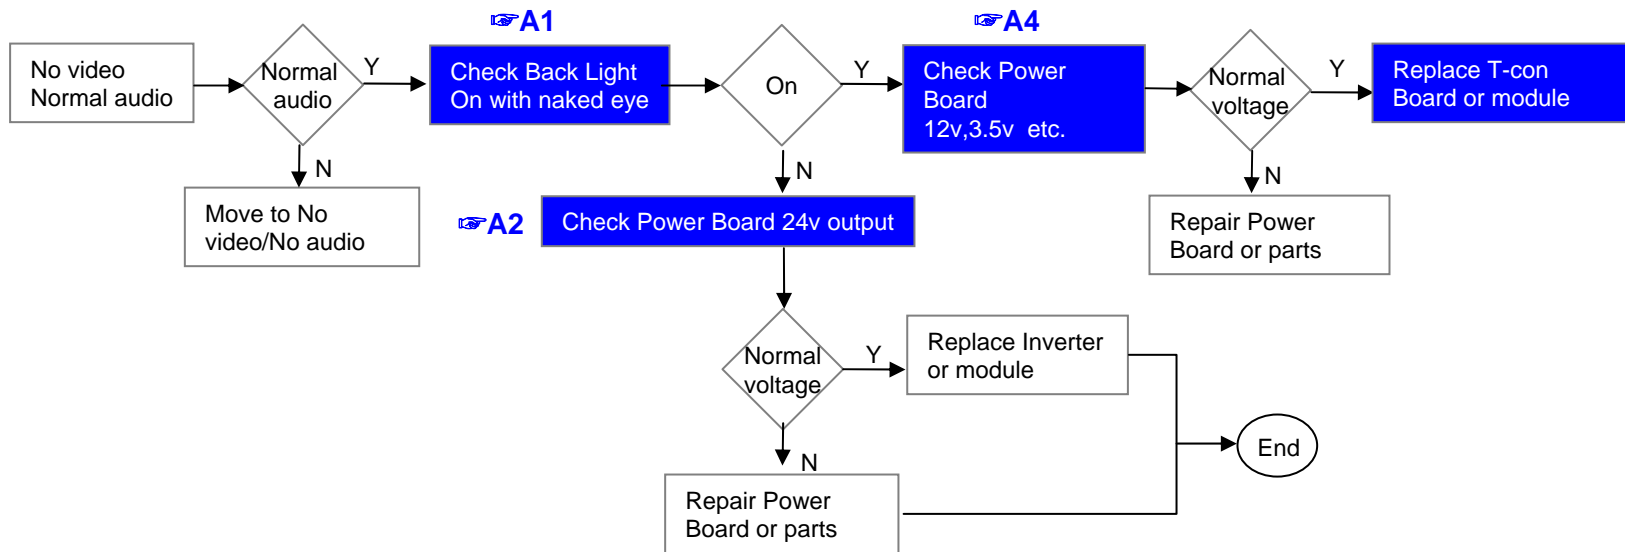 ☞A1
☞A4
No video
Normal audio
Normal
audio
Y
Check Back Light
On with naked eye
On
Y
Check Power
Board
12v,3.5v etc.
Normal
voltage
Y
Replace T-con
Board or module
N
Move to No
video/No audio
N
☞A2
Check Power Board 24v output
N
Repair Power
Board or parts
Normal
voltage
Y
Replace Inverter
or module
N
Repair Power
Board or parts
End